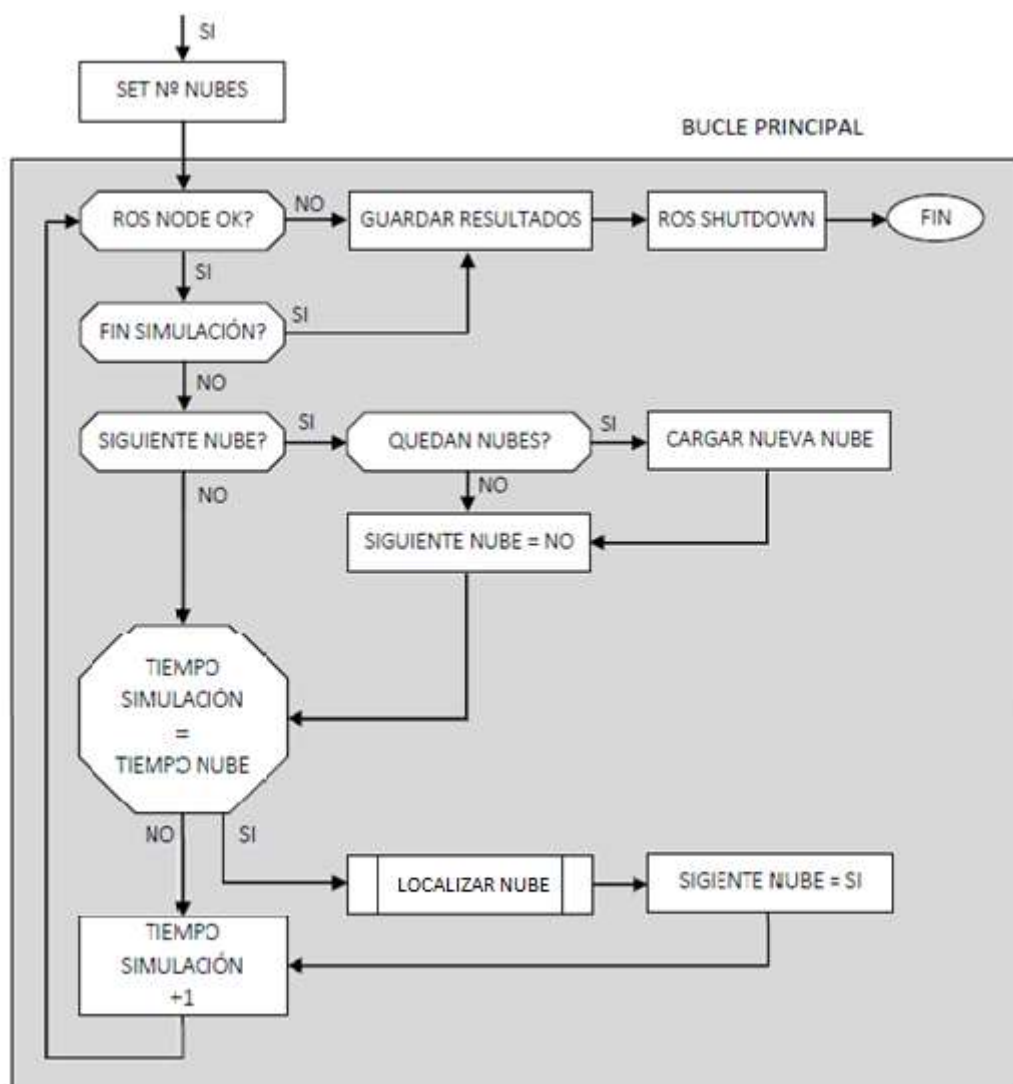 SI
SET Nº NUBES
BUCLE PRINCIPAL
ROS NODE OK?
NO
GUARDAR RESULTADOS
ROS SHUTDOWN
FIN
SI
FIN SIMULACIÓN?
SI
NO
SIGUIENTE NUBE?
SI
QUEDAN NUBES?
SI
CARGAR NUEVA NUBE
NO
NO
SIGUIENTE NUBE = NO
TIEMPO
SIMULACIÓN
=
TIEMPO NUBE
NO
SI
LOCALIZAR NUBE
SIGIENTE NUBE = SI
TIEMPO
SIMULACIÓN
+1